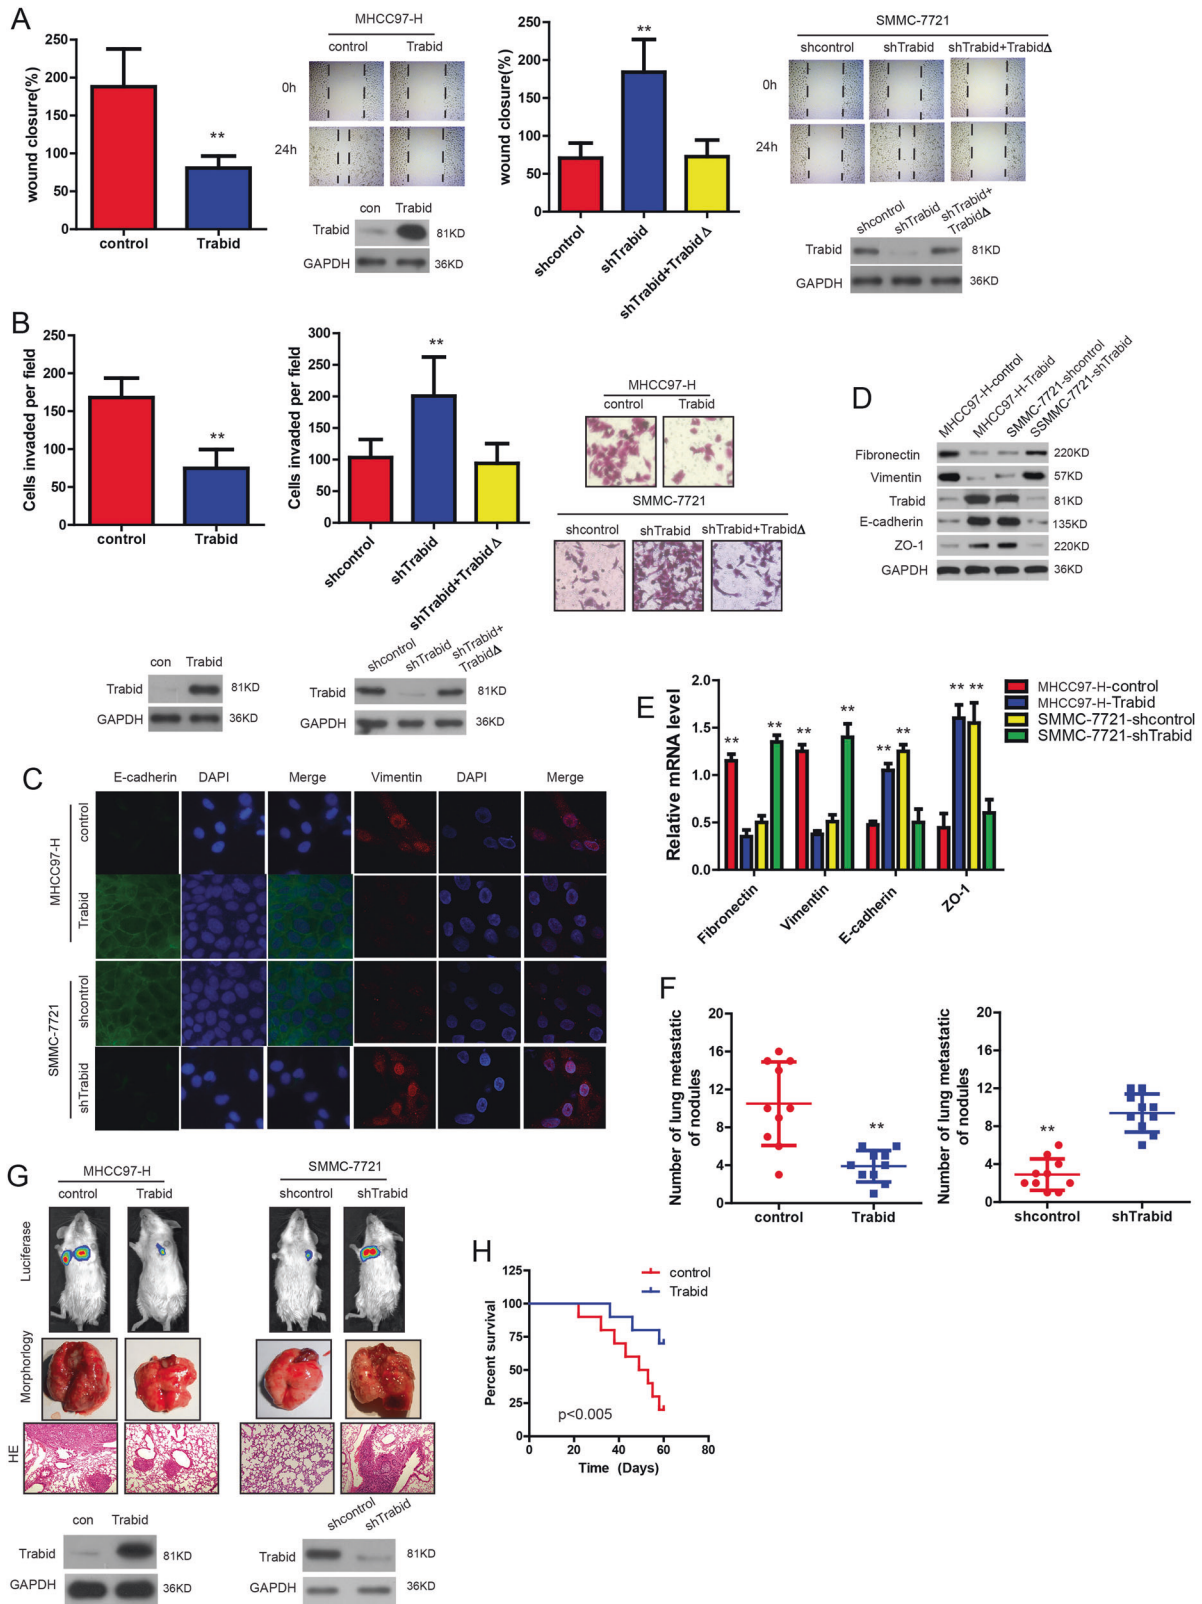 A
wound closure(%)
250
200
150
100
50
0
**
control
Trabid
MHCC97-H
control
Trabid
0h
24h
con
Trabid
Trabid
81KD
GAPDH
36KD
wound closure(%)
250
200
150
100
50
0
**
shcontrol
shTrabid
shTrabid+TrabidΔ
SMMC-7721
shcontrol
shTrabid
shTrabid+TrabidΔ
0h
24h
shcontrol
shTrabid
shTrabid+
TrabidΔ
Trabid
81KD
GAPDH
36KD
B
Cells invaded per field
250
200
150
100
50
0
**
control
Trabid
Cells invaded per field
300
250
200
150
100
50
0
**
shcontrol
shTrabid
shTrabid+TrabidΔ
MHCC97-H
control
Trabid
SMMC-7721
shcontrol
shTrabid
shTrabid+TrabidΔ
con
Trabid
Trabid
81KD
GAPDH
36KD
shcontrol
shTrabid
shTrabid+
TrabidΔ
Trabid
81KD
GAPDH
36KD
D
MHCC97-H-control
MHCC97-H-Trabid
SMMC-7721-shcontrol
SSMMC-7721-shTrabid
Fibronectin
220KD
Vimentin
57KD
Trabid
81KD
E-cadherin
135KD
ZO-1
220KD
GAPDH
36KD
C
E-cadherin
DAPI
Merge
Vimentin
DAPI
Merge
MHCC97-H
control
Trabid
SMMC-7721
shcontrol
shTrabid
E
Relative mRNA level
2.0
1.5
1.0
0.5
0.0
**
**
**
**
**
**
**
**
Fibronectin
Vimentin
E-cadherin
ZO-1
MHCC97-H-control
MHCC97-H-Trabid
SMMC-7721-shcontrol
SMMC-7721-shTrabid
F
Number of lung metastatic
of nodules
20
16
12
8
4
0
**
control
Trabid
Number of lung metastatic
of nodules
20
16
12
8
4
0
**
shcontrol
shTrabid
G
MHCC97-H
control
Trabid
SMMC-7721
shcontrol
shTrabid
Luciferase
Morphorlogy
HE
con
Trabid
Trabid
81KD
GAPDH
36KD
shcontrol
shTrabid
Trabid
81KD
GAPDH
36KD
H
Percent survival
125
100
75
50
25
0
0
20
40
60
80
Time (Days)
p<0.005
control
Trabid